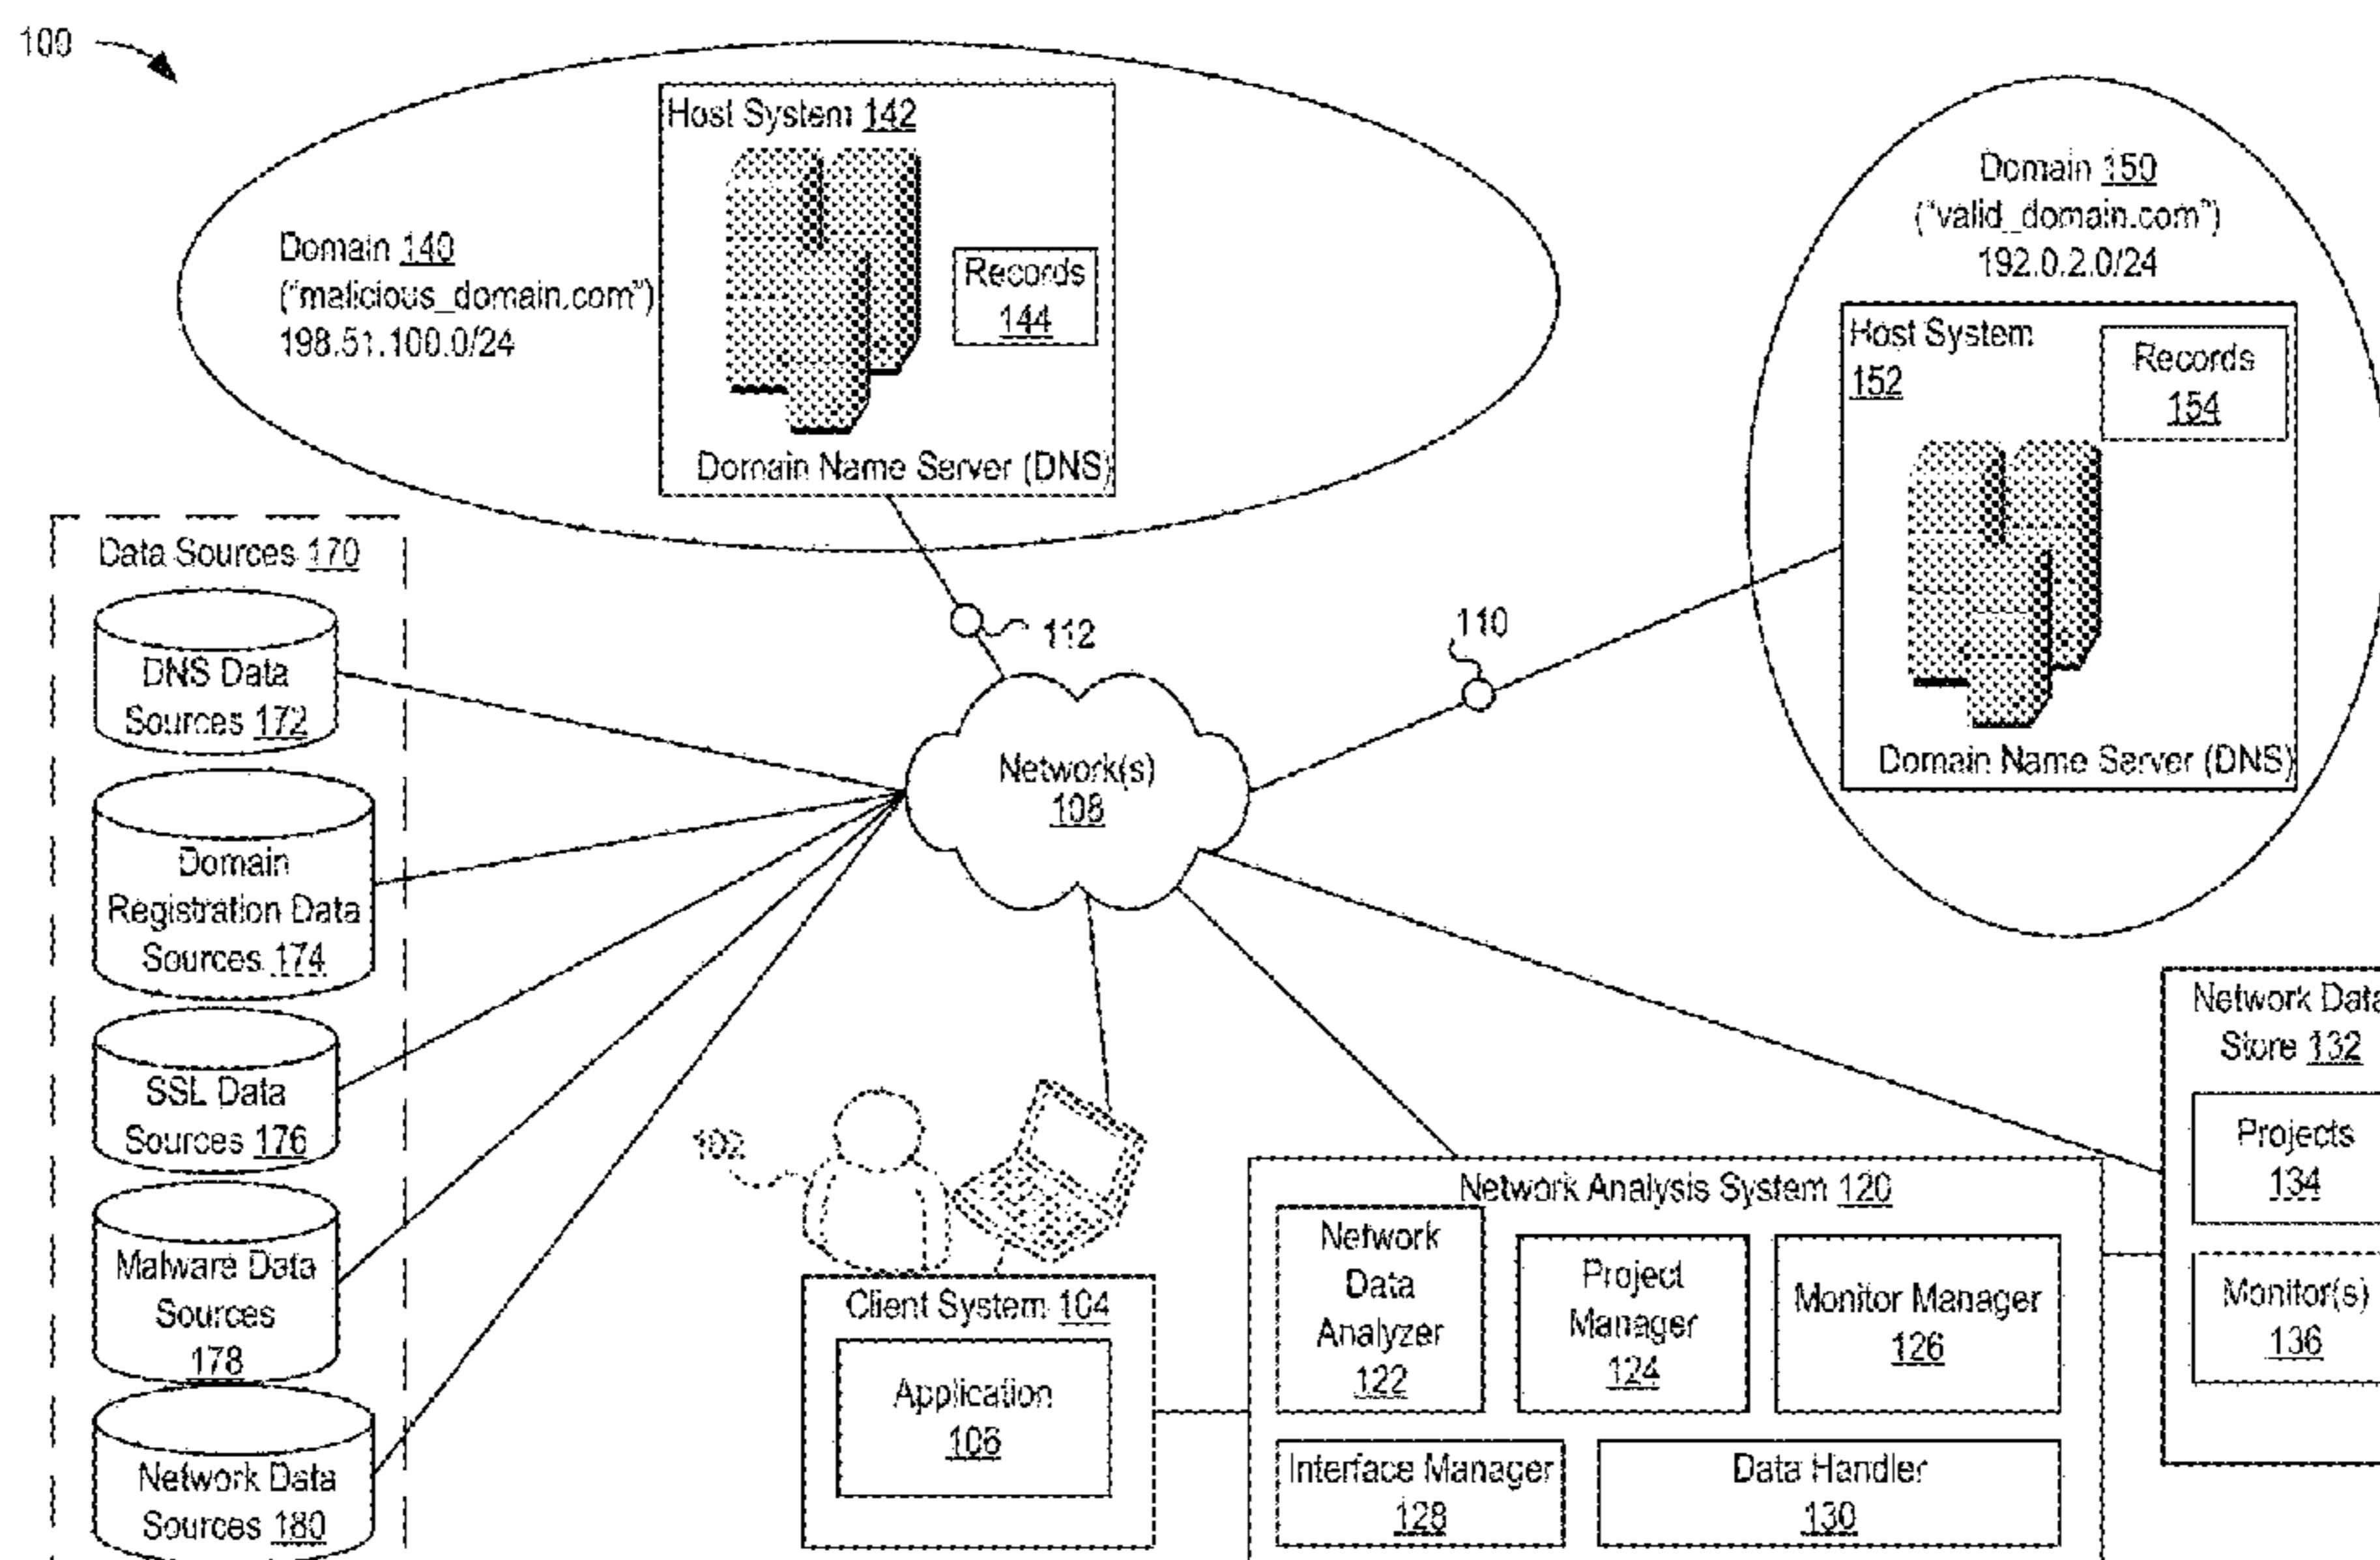 100
Host System 142
Records
144
Domain 140
("malicious_domain.com")
198.51.100.0/24
Domain Name Server (DNS)
Domain 150
("valid_domain.com")
192.0.2.0/24
Host System
152
Records
154
Domain Name Server (DNS)
112
110
Network(s)
108
Data Sources 170
DNS Data
Sources 172
Domain
Registration Data
Sources 174
SSL Data
Sources 176
Malware Data
Sources
178
Network Data
Sources 180
102
Client System 104
Application
106
Network Analysis System 120
Network
Data
Analyzer
122
Project
Manager
124
Monitor Manager
126
Interface Manager
128
Data Handler
130
Network Data
Store 132
Projects
134
Monitor(s)
136